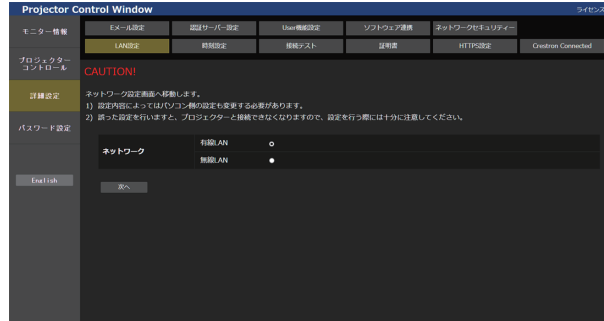 Projector Control Window
ライセンス
モニター情報
プロジェクター
コントロール
詳細設定
パスワード設定
English
Eメール設定
認証サーバー設定
User機能設定
ソフトウェア連携
ネットワークセキュリティー
LAN設定
時刻設定
接続テスト
証明書
HTTPS設定
Crestron Connected
CAUTION!
ネットワーク設定画面へ移動します。
1) 設定内容によってはパソコン側の設定も変更する必要があります。
2) 誤った設定を行いますと、プロジェクターと接続できなくなりますので、設定を行う際には十分に注意してください。
ネットワーク
有線LAN
無線LAN
次へ